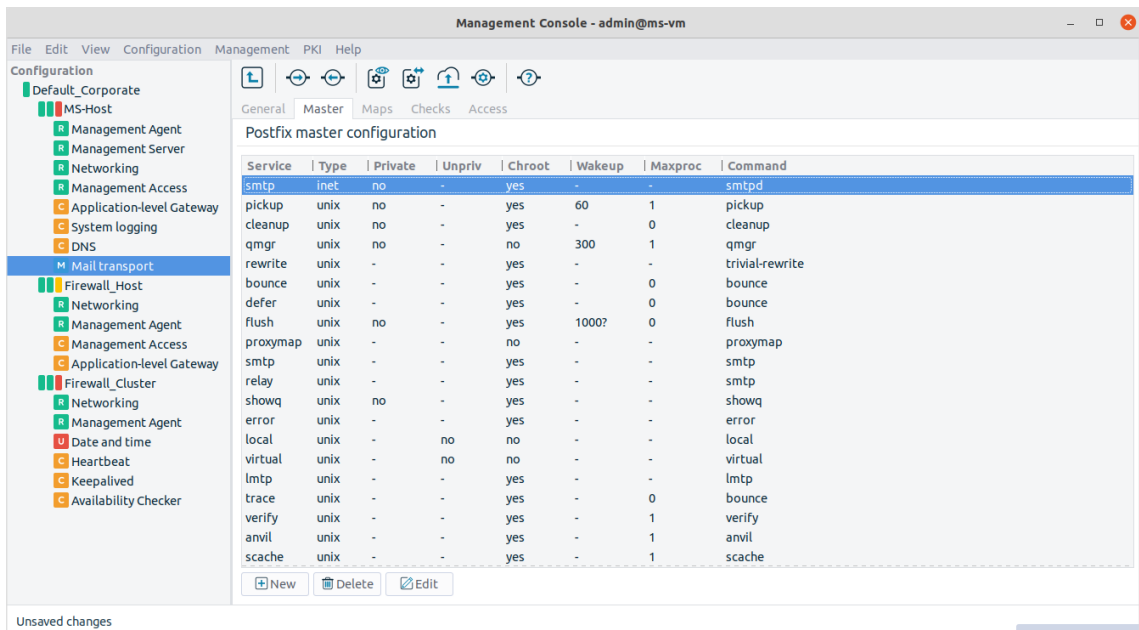 Management Console - admin@ms-vm
File Edit View Configuration Management PKI Help
Configuration
Default_Corporate
MS-Host
R Management Agent
R Management Server
R Networking
R Management Access
C Application-level Gateway
C System logging
C DNS
M Mail transport
Firewall_Host
R Networking
R Management Agent
C Management Access
C Application-level Gateway
Firewall_Cluster
R Networking
R Management Agent
U Date and time
C Heartbeat
C Keepalived
C Availability Checker
General Master Maps Checks Access
Postfix master configuration
Service | Type | Private | Unpriv | Chroot | Wakeup | Maxproc | Command
smtp inet no - yes - - smtpd
pickup unix no - yes 60 1 pickup
cleanup unix no - yes - 0 cleanup
qmgr unix no - no 300 1 qmgr
rewrite unix - - yes - - trivial-rewrite
bounce unix - - yes - 0 bounce
defer unix - - yes - 0 bounce
flush unix no - yes 1000? 0 flush
proxymap unix - - no - - proxymap
smtp unix - - yes - - smtp
relay unix - - yes - - smtp
showq unix no - yes - - showq
error unix - - yes - - error
local unix - no no - - local
virtual unix - no no - - virtual
lmtp unix - - yes - - lmtp
trace unix - - yes - 0 bounce
verify unix - - yes - 1 verify
anvil unix - - yes - 1 anvil
scache unix - - yes - 1 scache
New Delete Edit
Unsaved changes